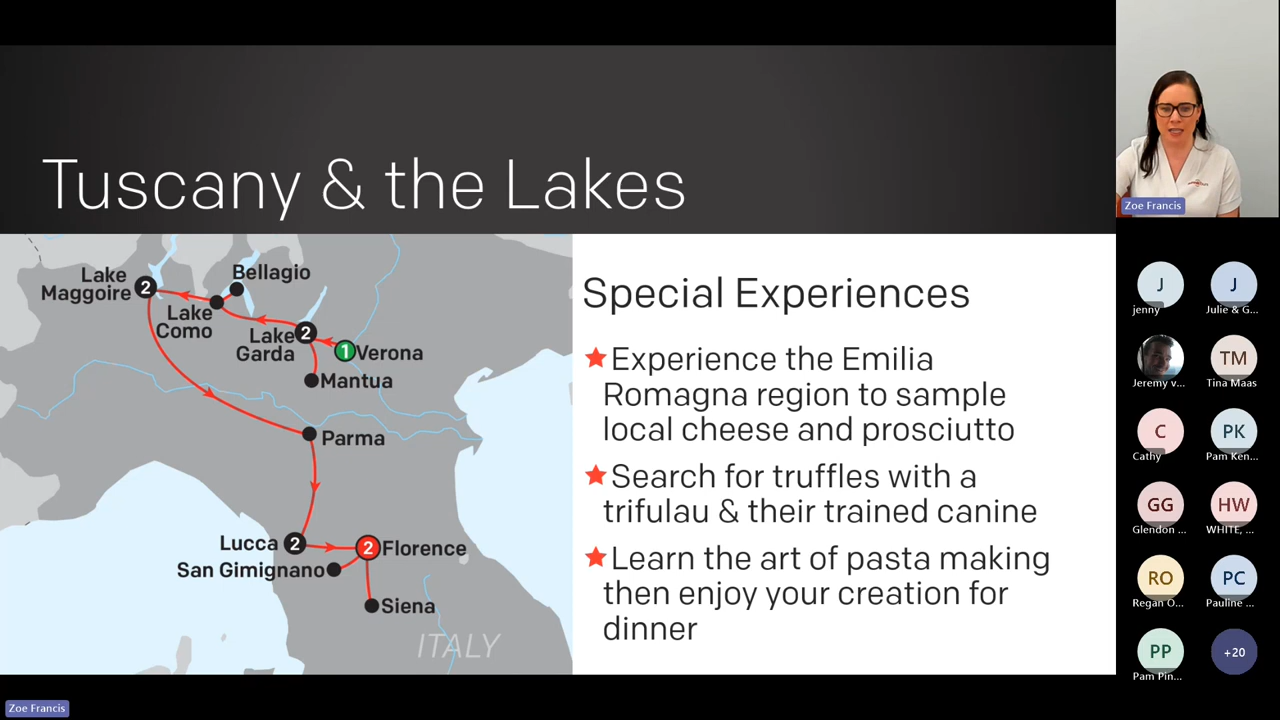 Tuscany & the Lakes
Lake
Maggoire
2
Bellagio
Lake
Como
Lake
Garda
2
1
Verona
Mantua
Parma
Lucca
2
2
Florence
San Gimignano
Siena
ITALY
Special Experiences
Experience the Emilia
Romagna region to sample
local cheese and prosciutto
Search for truffles with a
trifulau & their trained canine
Learn the art of pasta making
then enjoy your creation for
dinner
Zoe Francis
Zoe Francis
J
jenny
J
Julie & G...
Jeremy v...
TM
Tina Maas
C
Cathy
PK
Pam Ken...
GG
Glendon ...
HW
WHITE, ...
RO
Regan O...
PC
Pauline ...
PP
Pam Pin...
+20